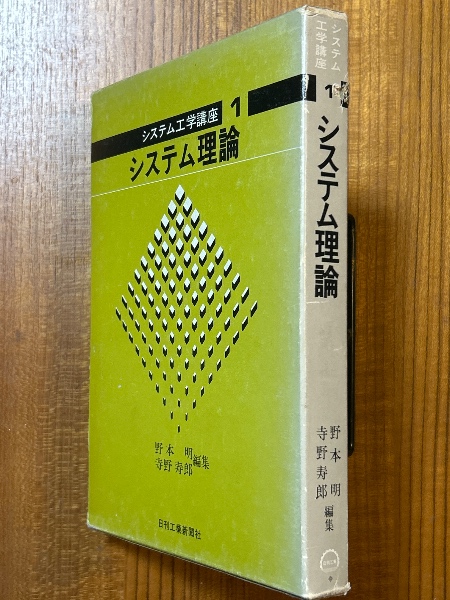 システム工学講座 1
システム理論
野本 明
寺野寿郎
編集
日刊工業新聞社
システム
工学講座
1
システム理論
野本 明
寺野寿郎
編集